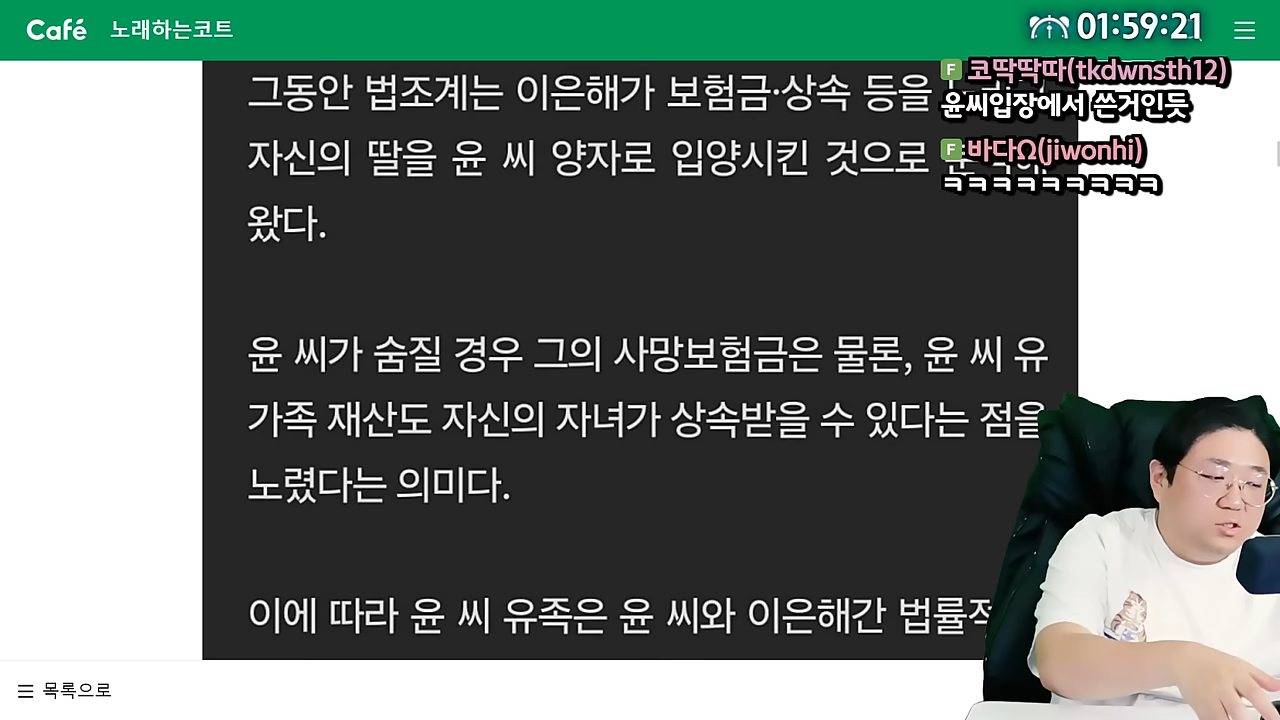 Café 노래하는코트
01:59:21
코딱딱따(tkdwnsth12)
윤씨입장에서 쓴거인듯
바다Ω(jiwonhi)
ㅋㅋㅋㅋㅋㅋㅋㅋㅋ
그동안 법조계는 이은해가 보험금·상속 등을
자신의 딸을 윤 씨 양자로 입양시킨 것으로
왔다.
윤 씨가 숨질 경우 그의 사망보험금은 물론, 윤 씨 유
가족 재산도 자신의 자녀가 상속받을 수 있다는 점을
노렸다는 의미다.
이에 따라 윤 씨 유족은 윤 씨와 이은해간
목록으로